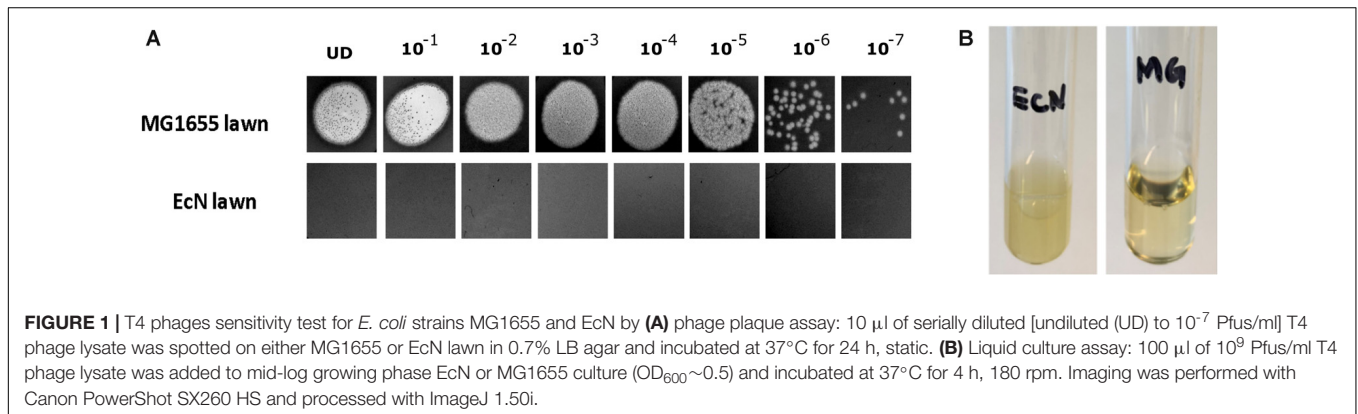 A
B
UD 10⁻¹ 10⁻² 10⁻³ 10⁻⁴ 10⁻⁵ 10⁻⁶ 10⁻⁷
MG1655 lawn
EcN lawn
ECN
MG
FIGURE 1 | T4 phages sensitivity test for E. coli strains MG1655 and EcN by (A) phage plaque assay: 10 µl of serially diluted [undiluted (UD) to 10⁻⁷ Pfus/ml] T4
phage lysate was spotted on either MG1655 or EcN lawn in 0.7% LB agar and incubated at 37°C for 24 h, static. (B) Liquid culture assay: 100 µl of 10⁹ Pfus/ml T4
phage lysate was added to mid-log growing phase EcN or MG1655 culture (OD₆₀₀∼0.5) and incubated at 37°C for 4 h, 180 rpm. Imaging was performed with
Canon PowerShot SX260 HS and processed with ImageJ 1.50i.